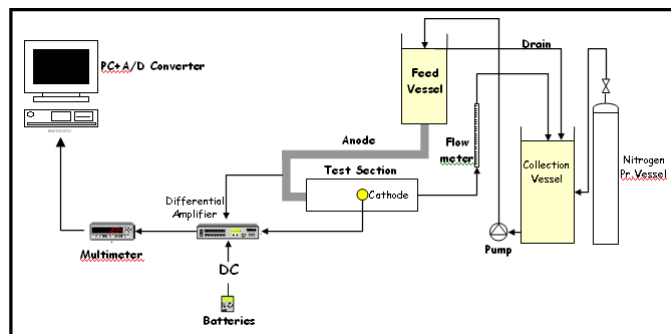 PC+A/D Converter
Feed
Vessel
Drain
Anode
Flow
meter
Test Section
Cathode
Collection
Vessel
Nitrogen
Pr.Vessel
Differential
Amplifier
Multimeter
DC
Pump
Batteries